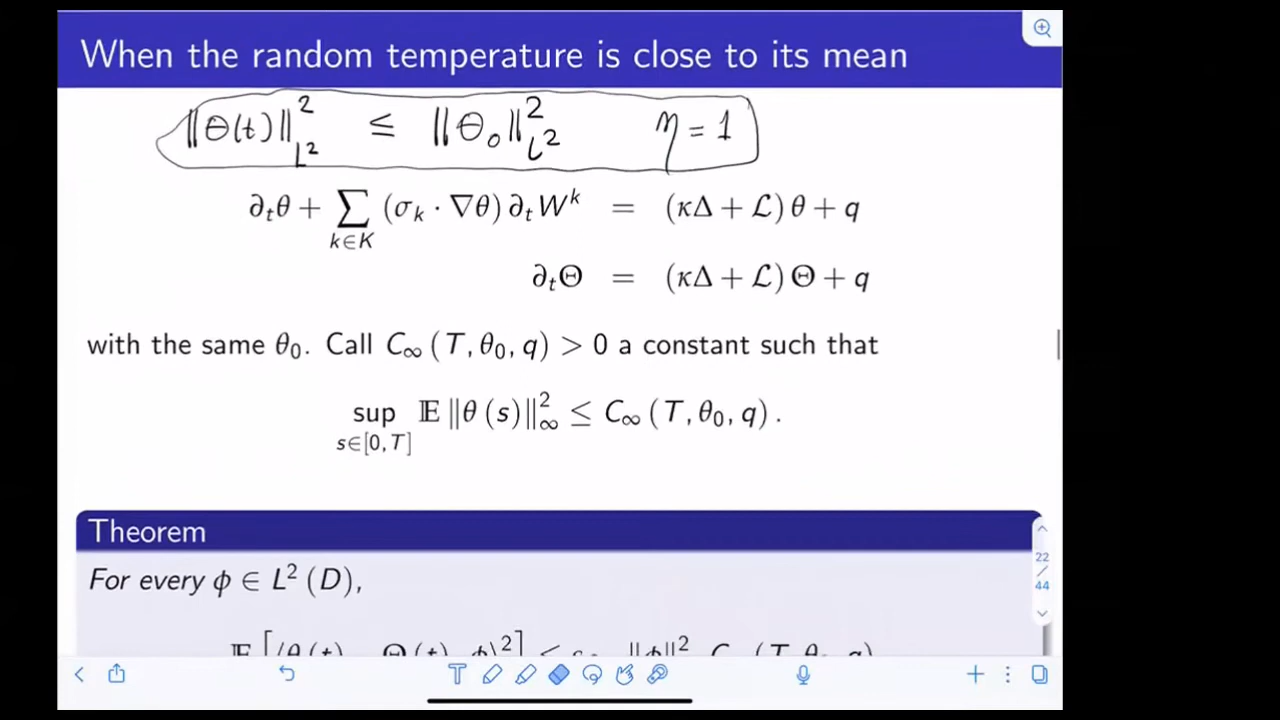 When the random temperature is close to its mean
‖Θ(t)‖²_{L²} ≤ ‖Θ₀‖²_{L²} η = 1
∂ₜθ + ∑_{k∈K} (σₖ · ∇θ) ∂ₜWᵏ = (κΔ + ℒ) θ + q
∂ₜΘ = (κΔ + ℒ) Θ + q
with the same θ₀. Call C∞ (T, θ₀, q) > 0 a constant such that
sup_{s∈[0,T]} 𝔼 ‖θ (s)‖²_∞ ≤ C∞ (T, θ₀, q) .
Theorem
For every ϕ ∈ L² (D),
22
/
44